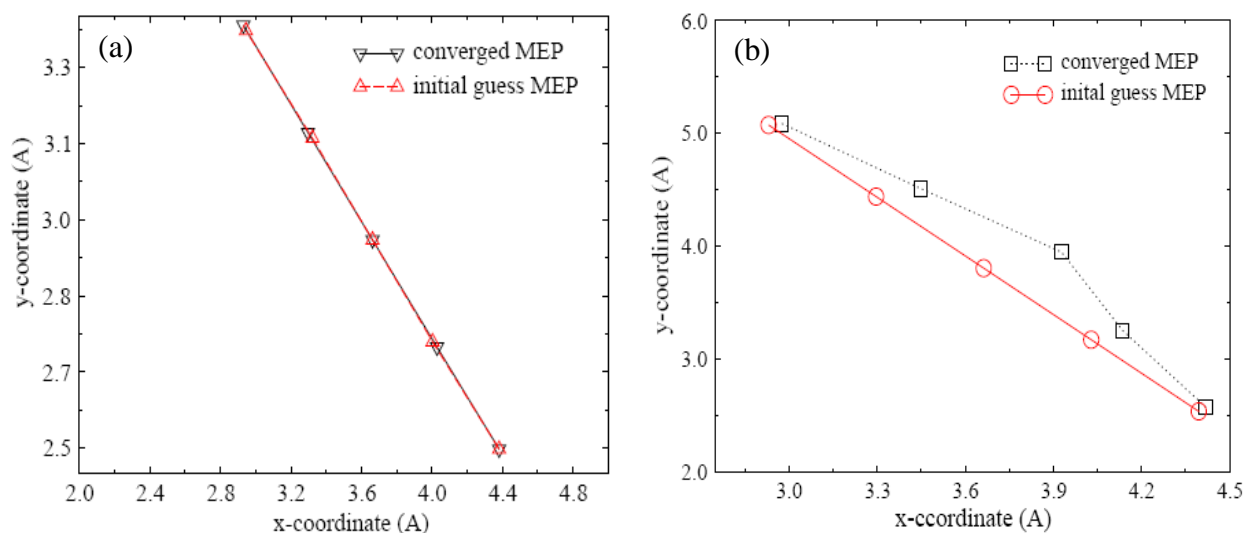 (a)
converged MEP
initial guess MEP
3.3
3.1
3.0
2.8
2.7
2.5
y-coordinate (A)
2.0 2.4 2.8 3.2 3.6 4.0 4.4 4.8
x-coordinate (A)
(b)
converged MEP
inital guess MEP
6.0
5.0
4.0
3.0
2.0
y-coordinate (A)
3.0 3.3 3.6 3.9 4.2 4.5
x-ccordinate (A)